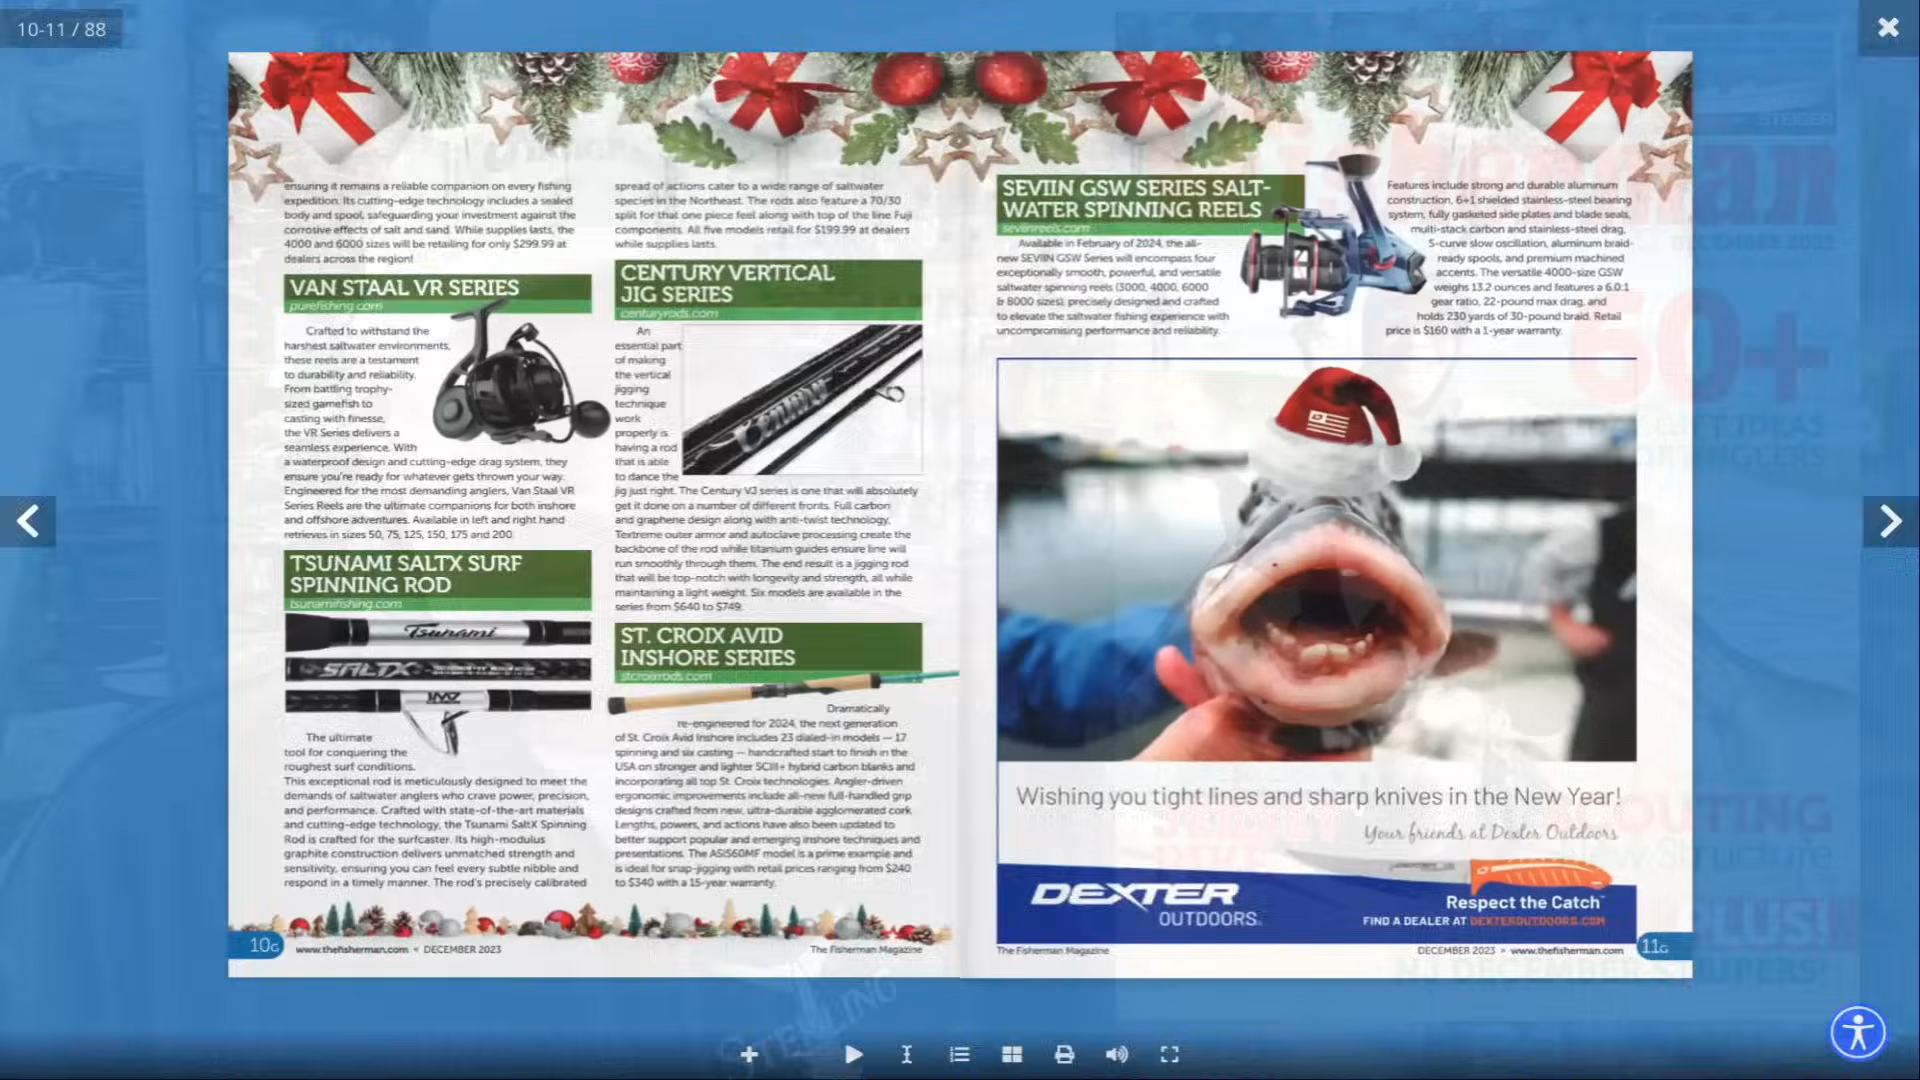 10-11 / 88
ensuring it remains a reliable companion on every fishing
expedition. Its cutting-edge technology includes a sealed
body and spool, safeguarding your investment against the
corrosive effects of salt and sand. While supplies lasts, the
4000 and 6000 sizes will be retailing for only $299.99 at
dealers across the region!
VAN STAAL VR SERIES
purefishing.com
Crafted to withstand the
harshest saltwater environments,
these reels are a testament
to durability and reliability.
From battling trophy-
sized gamefish to
casting with finesse,
the VR Series delivers a
seamless experience. With
a waterproof design and cutting-edge drag system, they
ensure you're ready for whatever gets thrown your way.
Engineered for the most demanding anglers, Van Staal VR
Series Reels are the ultimate companions for both inshore
and offshore adventures. Available in left and right hand
retrieves in sizes 50, 75, 125, 150, 175 and 200.
TSUNAMI SALTX SURF
SPINNING ROD
tsunamifishing.com
Tsunami
SALTX
The ultimate
tool for conquering the
roughest surf conditions.
This exceptional rod is meticulously designed to meet the
demands of saltwater anglers who crave power, precision,
and performance. Crafted with state-of-the-art materials
and cutting-edge technology, the Tsunami SaltX Spinning
Rod is crafted for the surfcaster. Its high-modulus
graphite construction delivers unmatched strength and
sensitivity, ensuring you can feel every subtle nibble and
respond in a timely manner. The rod's precisely calibrated
spread of actions cater to a wide range of saltwater
species in the Northeast. The rods also feature a 70/30
split for that one piece feel along with top of the line Fuji
components. All five models retail for $199.99 at dealers
while supplies lasts.
CENTURY VERTICAL
JIG SERIES
centuryrods.com
An
essential part
of making
the vertical
jigging
technique
work
properly is
having a rod
that is able
to dance the
jig just right. The Century VJ series is one that will absolutely
get it done on a number of different fronts. Full carbon
and graphene design along with anti-twist technology,
Textreme outer armor and autoclave processing create the
backbone of the rod while titanium guides ensure line will
run smoothly through them. The end result is a jigging rod
that will be top-notch with longevity and strength, all while
maintaining a light weight. Six models are available in the
series from $640 to $749.
Century
ST. CROIX AVID
INSHORE SERIES
stcroixrods.com
Dramatically
re-engineered for 2024, the next generation
of St. Croix Avid Inshore includes 23 dialed-in models — 17
spinning and six casting — handcrafted start to finish in the
USA on stronger and lighter SCIII+ hybrid carbon blanks and
incorporating all top St. Croix technologies. Angler-driven
ergonomic improvements include all-new full-handled grip
designs crafted from new, ultra-durable agglomerated cork.
Lengths, powers, and actions have also been updated to
better support popular and emerging inshore techniques and
presentations. The ASIS60MF model is a prime example and
is ideal for snap-jigging with retail prices ranging from $240
to $340 with a 15-year warranty.
10G www.thefisherman.com • DECEMBER 2023
The Fisherman Magazine
SEVIIN GSW SERIES SALT-
WATER SPINNING REELS
seviinreels.com
Available in February of 2024, the all-
new SEVIIN GSW Series will encompass four
exceptionally smooth, powerful, and versatile
saltwater spinning reels (3000, 4000, 6000
& 8000 sizes), precisely designed and crafted
to elevate the saltwater fishing experience with
uncompromising performance and reliability.
Features include strong and durable aluminum
construction, 6+1 shielded stainless-steel bearing
system, fully gasketed side plates and blade seals,
multi-stack carbon and stainless-steel drag,
S-curve slow oscillation, aluminum braid-
ready spools, and premium machined
accents. The versatile 4000-size GSW
weighs 13.2 ounces and features a 6.0:1
gear ratio, 22-pound max drag, and
holds 230 yards of 30-pound braid. Retail
price is $160 with a 1-year warranty.
Wishing you tight lines and sharp knives in the New Year!
Your friends at Dexter Outdoors
DEXTER
OUTDOORS
Respect the Catch
FIND A DEALER AT DEXTEROUTDOORS.COM
The Fisherman Magazine
DECEMBER 2023 • www.thefisherman.com 11G
STERLING
60+